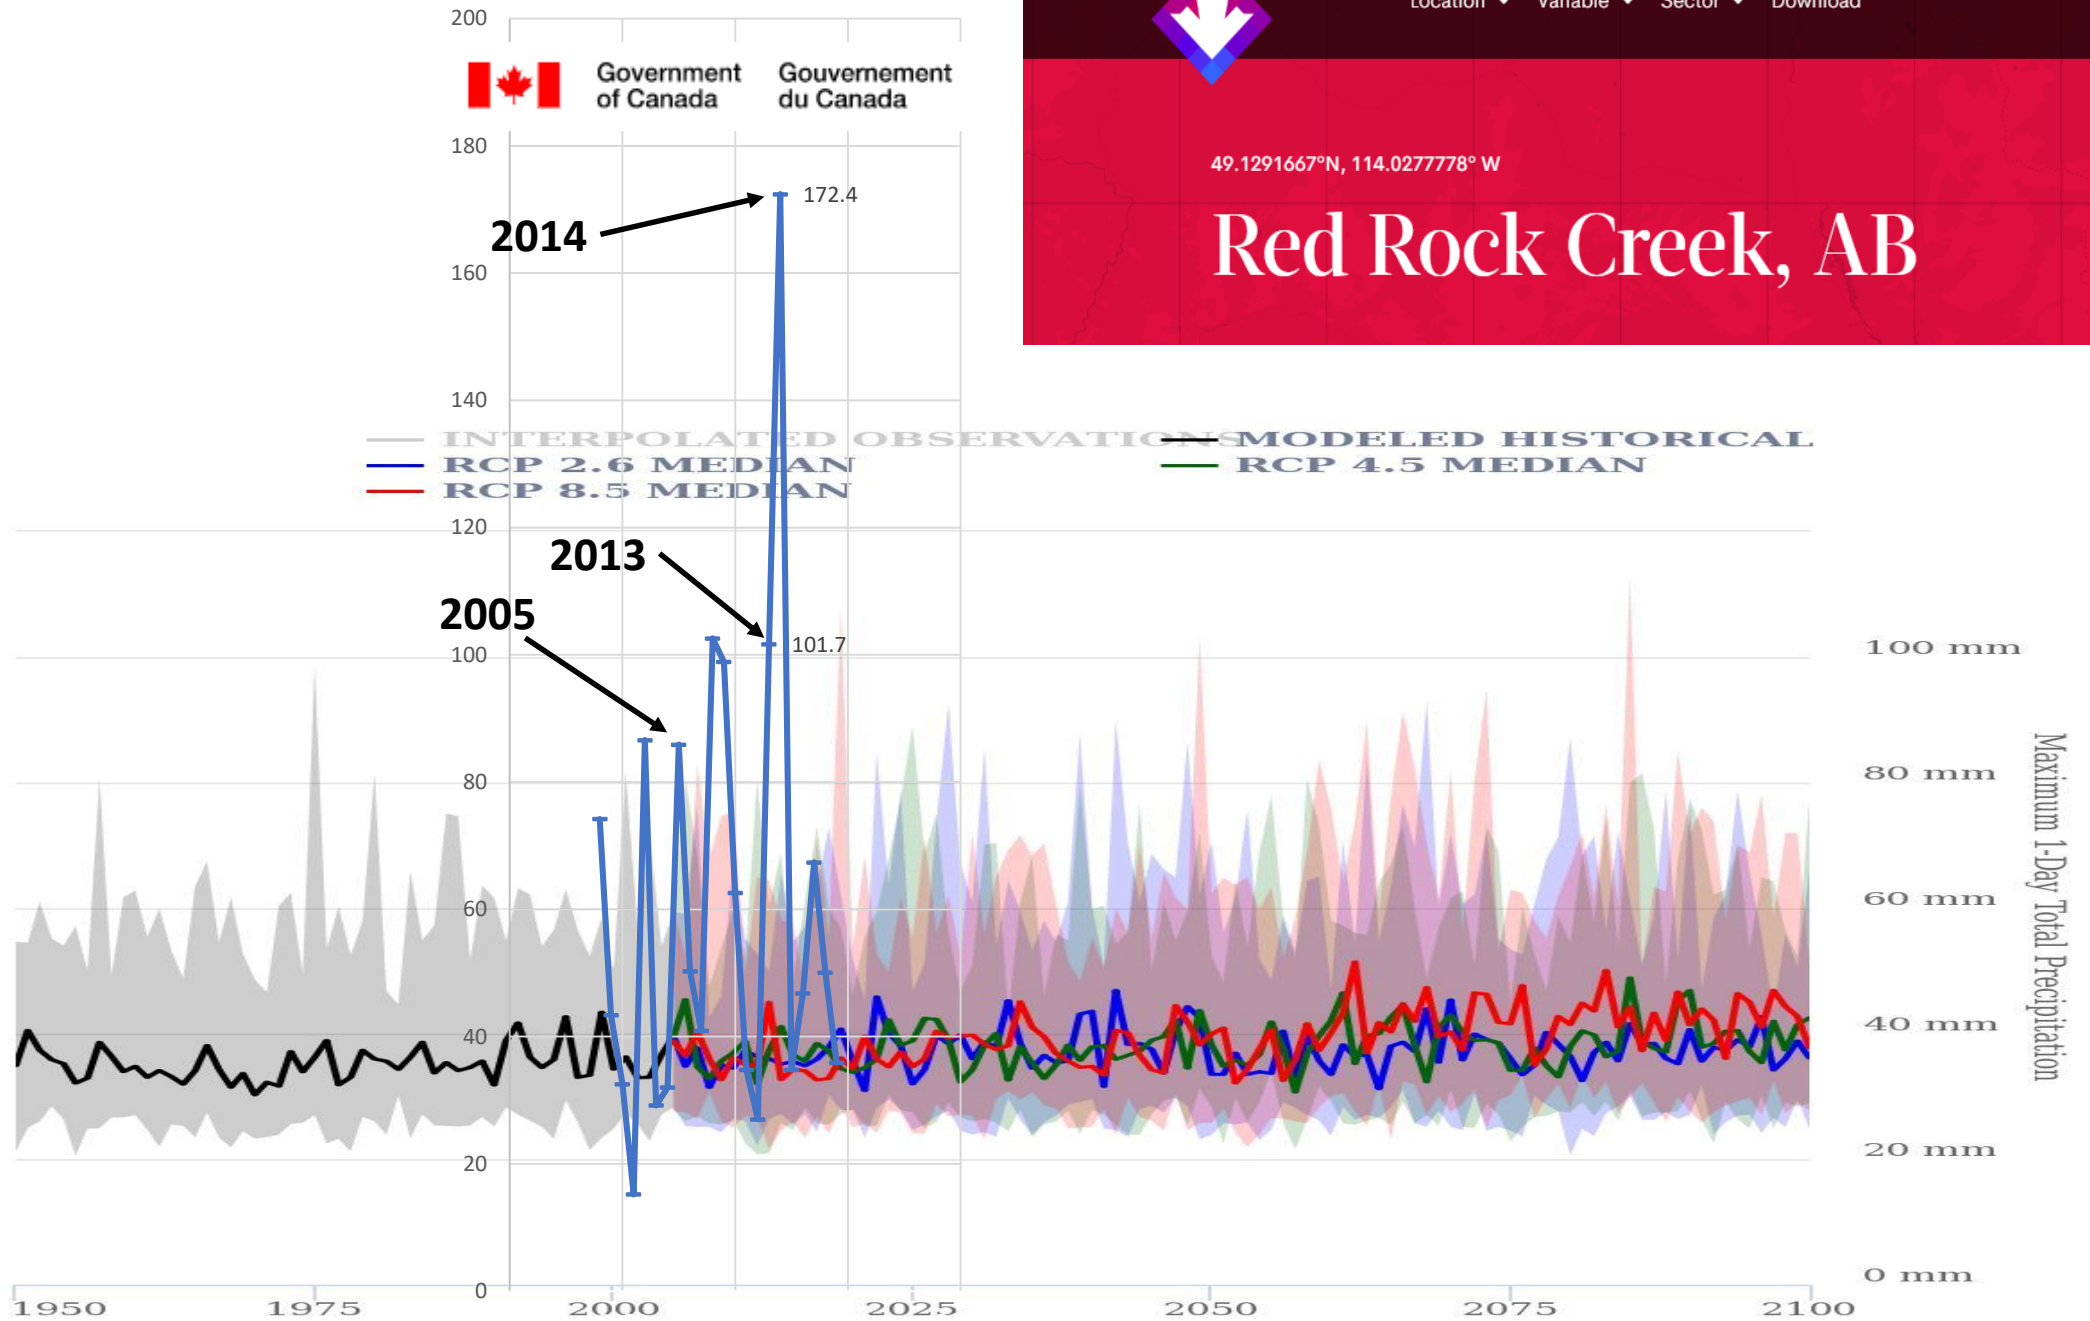 Location Variable Sector Download
Government Gouvernement
of Canada du Canada
49.1291667°N, 114.0277778° W
Red Rock Creek, AB
200
180
160
140
120
100
80
60
40
20
0
2014
172.4
2013
101.7
2005
INTERPOLATED OBSERVATIONS MODELED HISTORICAL
RCP 2.6 MEDIAN RCP 4.5 MEDIAN
RCP 8.5 MEDIAN
100 mm
80 mm
60 mm
40 mm
20 mm
0 mm
Maximum 1-Day Total Precipitation
1950 1975 2000 2025 2050 2075 2100